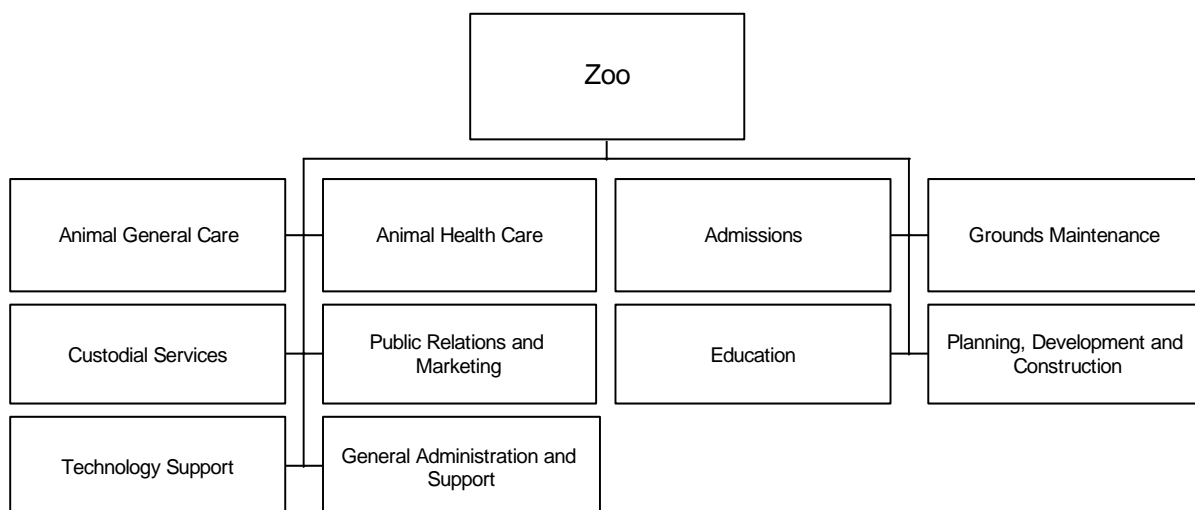 Zoo
Animal General Care
Animal Health Care
Admissions
Grounds Maintenance
Custodial Services
Public Relations and
Marketing
Education
Planning, Development and
Construction
Technology Support
General Administration and
Support